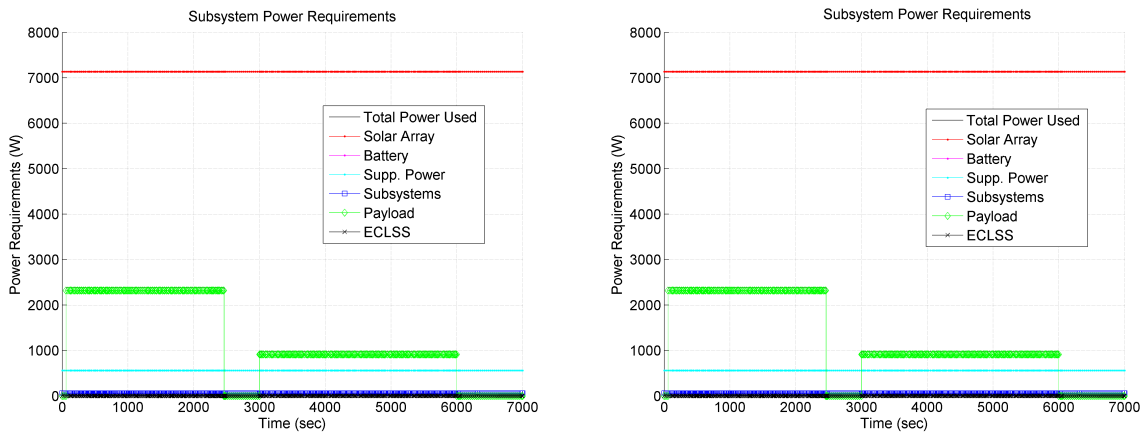 Subsystem Power Requirements
8000
7000
6000
5000
4000
3000
2000
1000
0
Power Requirements (W)
Total Power Used
Solar Array
Battery
Supp. Power
Subsystems
Payload
ECLSS
0 1000 2000 3000 4000 5000 6000 7000
Time (sec)
Subsystem Power Requirements
8000
7000
6000
5000
4000
3000
2000
1000
0
Power Requirements (W)
Total Power Used
Solar Array
Battery
Supp. Power
Subsystems
Payload
ECLSS
0 1000 2000 3000 4000 5000 6000 7000
Time (sec)